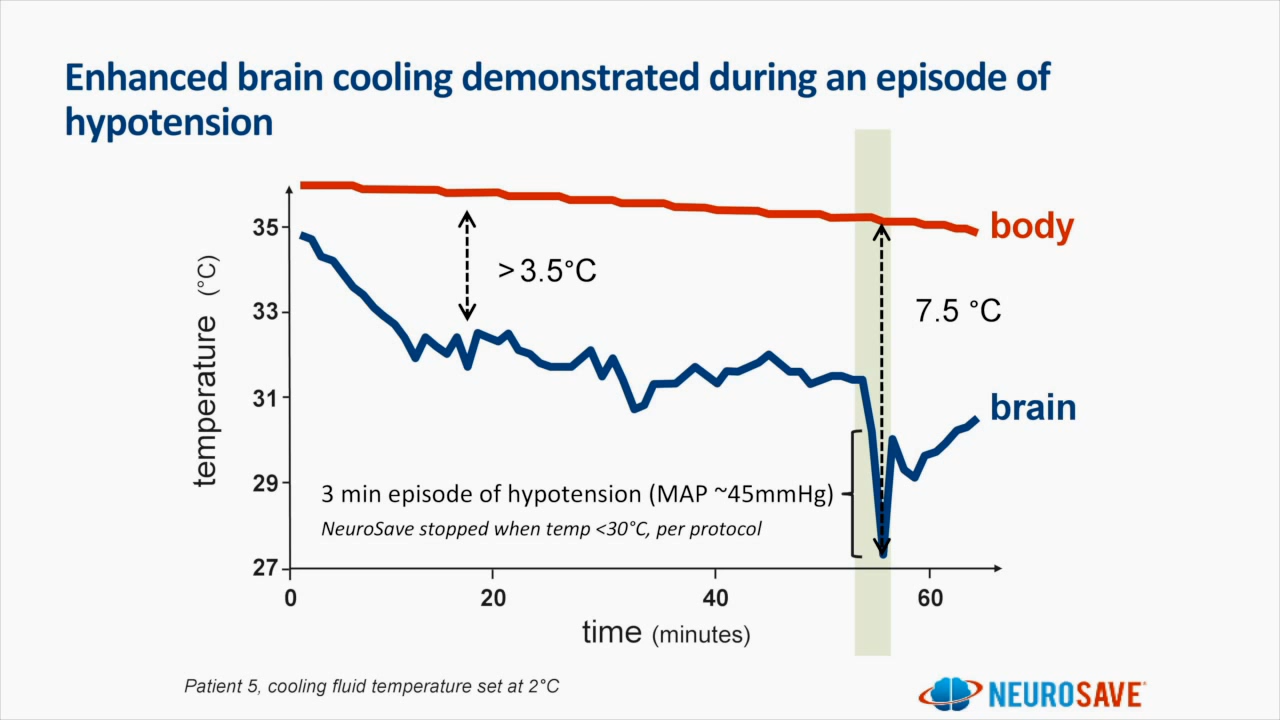 Enhanced brain cooling demonstrated during an episode of
hypotension
35
33
31
29
27
temperature (°C)
0
20
40
60
time (minutes)
body
brain
>3.5°C
7.5 °C
3 min episode of hypotension (MAP ~45mmHg)
NeuroSave stopped when temp <30°C, per protocol
Patient 5, cooling fluid temperature set at 2°C
NEUROSAVE